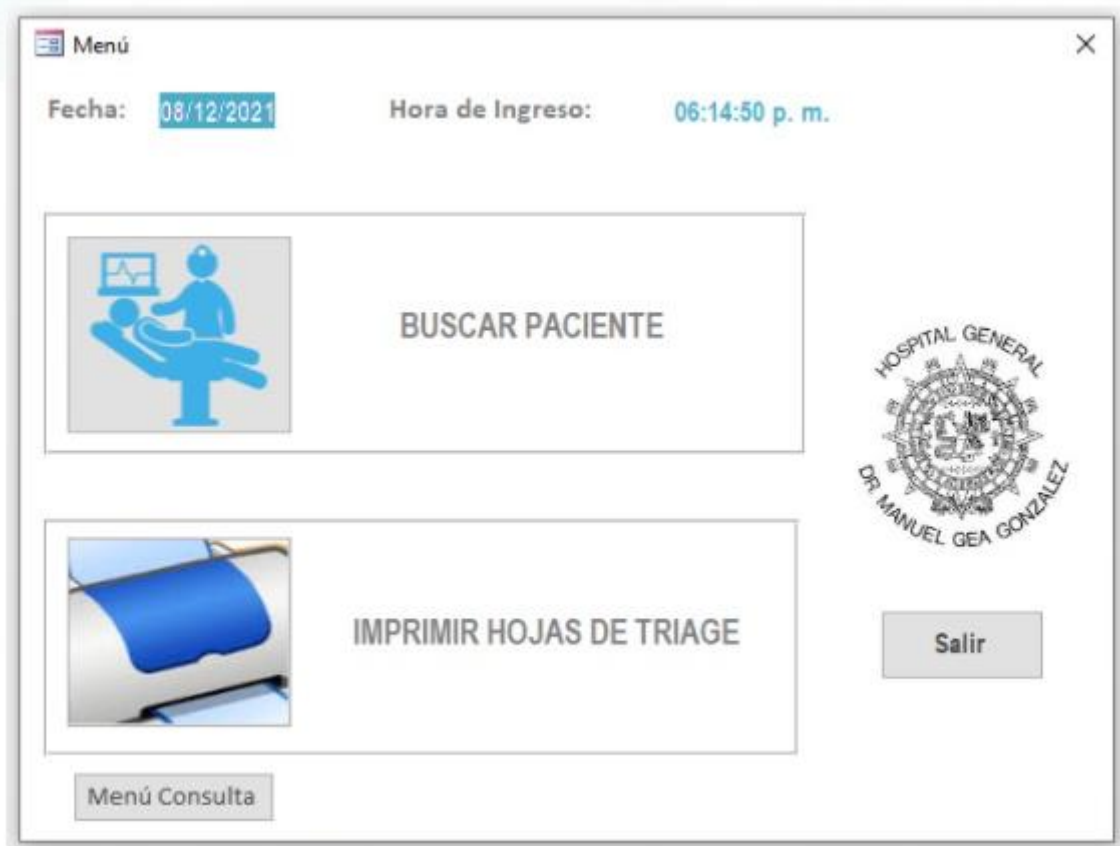 Menú
Fecha: 08/12/2021 Hora de Ingreso: 06:14:50 p. m.
BUSCAR PACIENTE
HOSPITAL GENERAL
DR. MANUEL GEA GONZALEZ
IMPRIMIR HOJAS DE TRIAGE
Salir
Menú Consulta